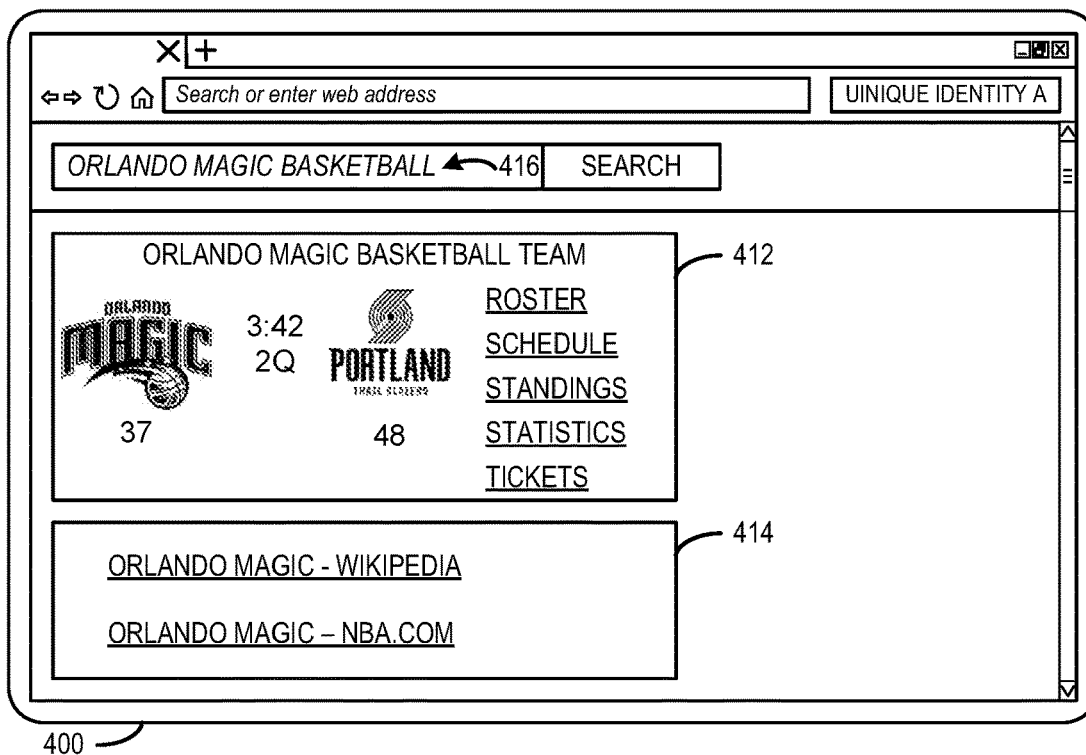 Search or enter web address
UINIQUE IDENTITY A
ORLANDO MAGIC BASKETBALL 416 SEARCH
ORLANDO MAGIC BASKETBALL TEAM
412
ORLANDO
MAGIC
3:42
2Q
PORTLAND
TRAIL BLAZERS
37
48
ROSTER
SCHEDULE
STANDINGS
STATISTICS
TICKETS
414
ORLANDO MAGIC - WIKIPEDIA
ORLANDO MAGIC – NBA.COM
400